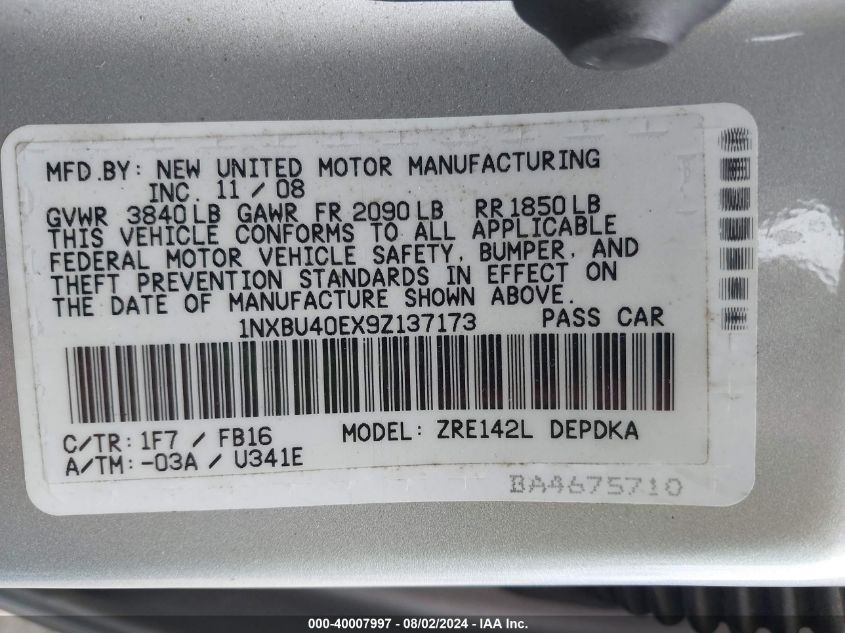 MFD.BY: NEW UNITED MOTOR MANUFACTURING
INC. 11 / 08
GVWR 3840 LB GAWR FR 2090 LB RR 1850 LB
THIS VEHICLE CONFORMS TO ALL APPLICABLE
FEDERAL MOTOR VEHICLE SAFETY, BUMPER, AND
THEFT PREVENTION STANDARDS IN EFFECT ON
THE DATE OF MANUFACTURE SHOWN ABOVE.
1NXBU40EX9Z137173 PASS CAR
C/TR: 1F7 / FB16 MODEL: ZRE142L DEPDKA
A/TM: -03A / U341E
BA4675710
000-40007997 - 08/02/2024 - IAA Inc.